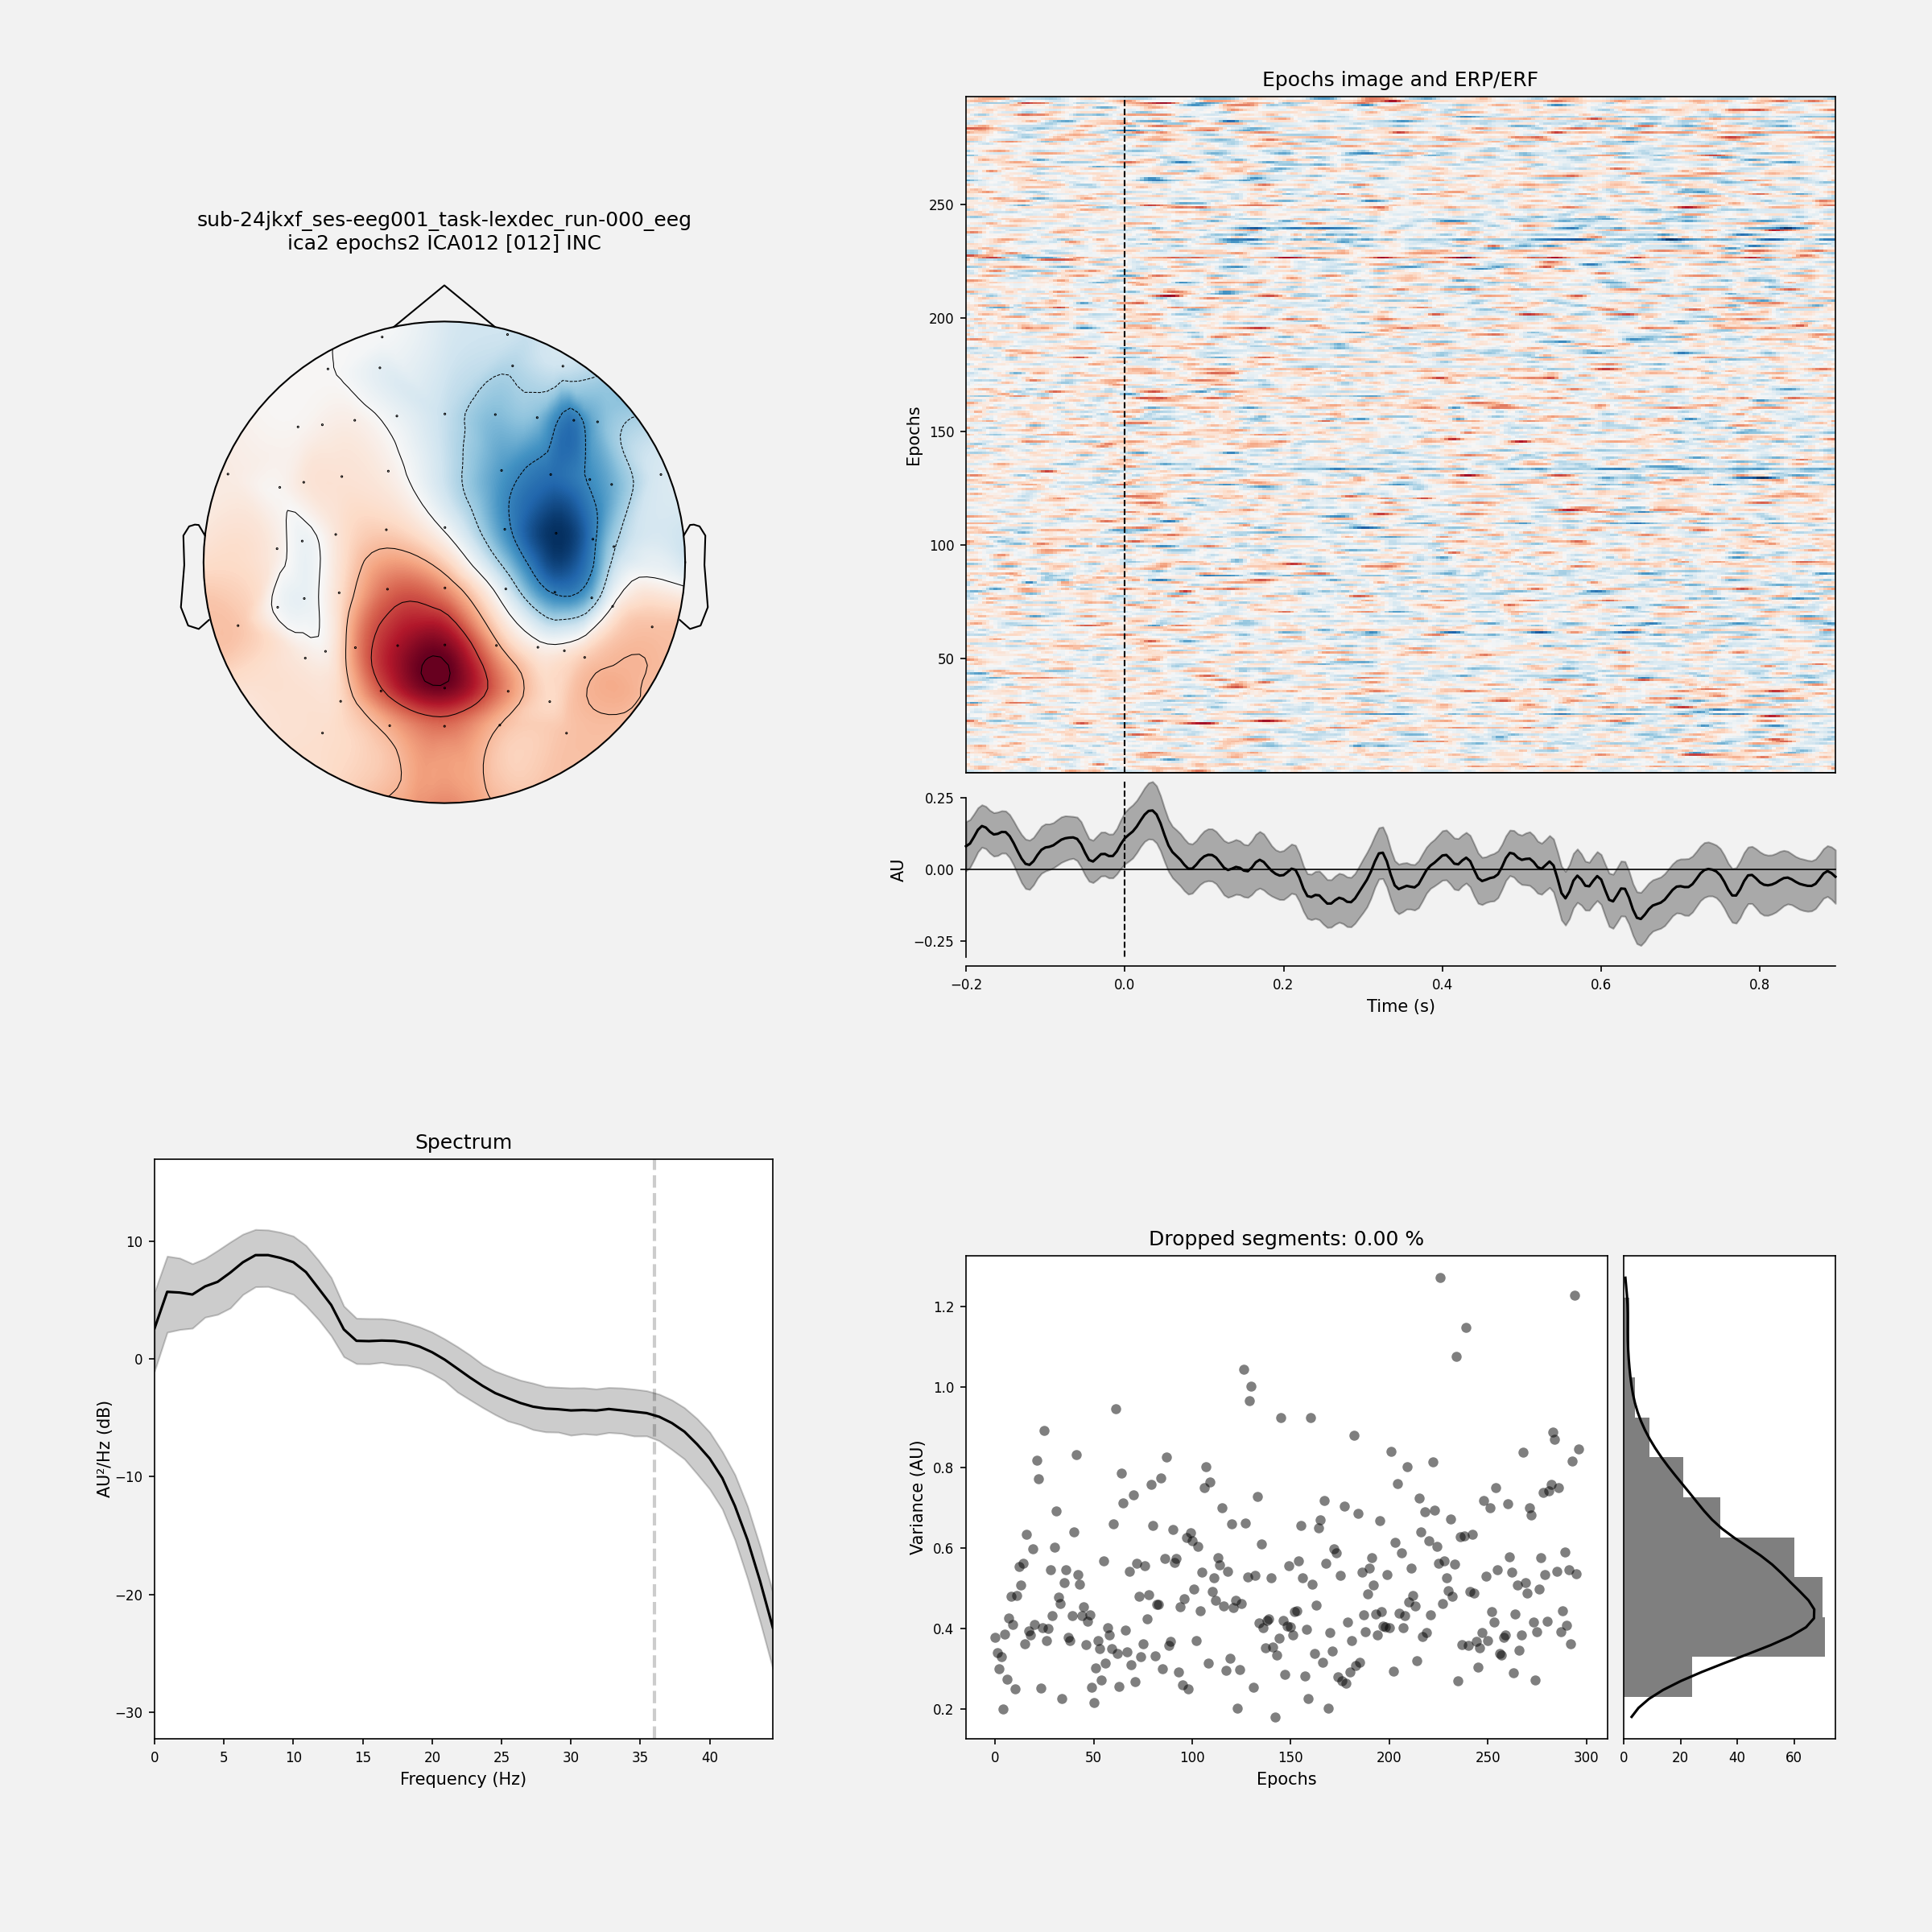 sub-24jkxf_ses-eeg001_task-lexdec_run-000_eeg
ica2 epochs2 ICA012 [012] INC
Epochs image and ERP/ERF
Epochs
250
200
150
100
50
AU
0.25
0.00
−0.25
−0.2 0.0 0.2 0.4 0.6 0.8
Time (s)
Spectrum
AU²/Hz (dB)
10
0
−10
−20
−30
0 5 10 15 20 25 30 35 40
Frequency (Hz)
Dropped segments: 0.00 %
Variance (AU)
1.2
1.0
0.8
0.6
0.4
0.2
0 50 100 150 200 250 300
Epochs
0 20 40 60